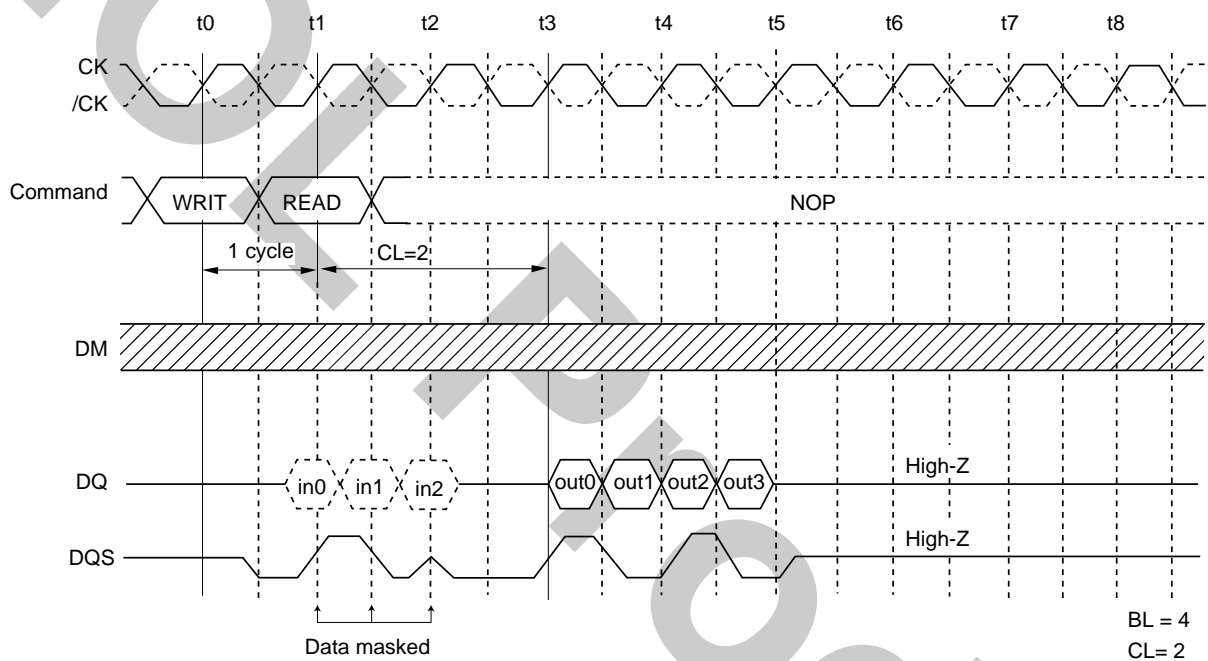 t0 t1 t2 t3 t4 t5 t6 t7 t8
CK
/CK
Command WRIT READ NOP
1 cycle CL=2
DM
DQ in0 in1 in2 out0 out1 out2 out3 High-Z
DQS High-Z
Data masked
BL = 4
CL= 2